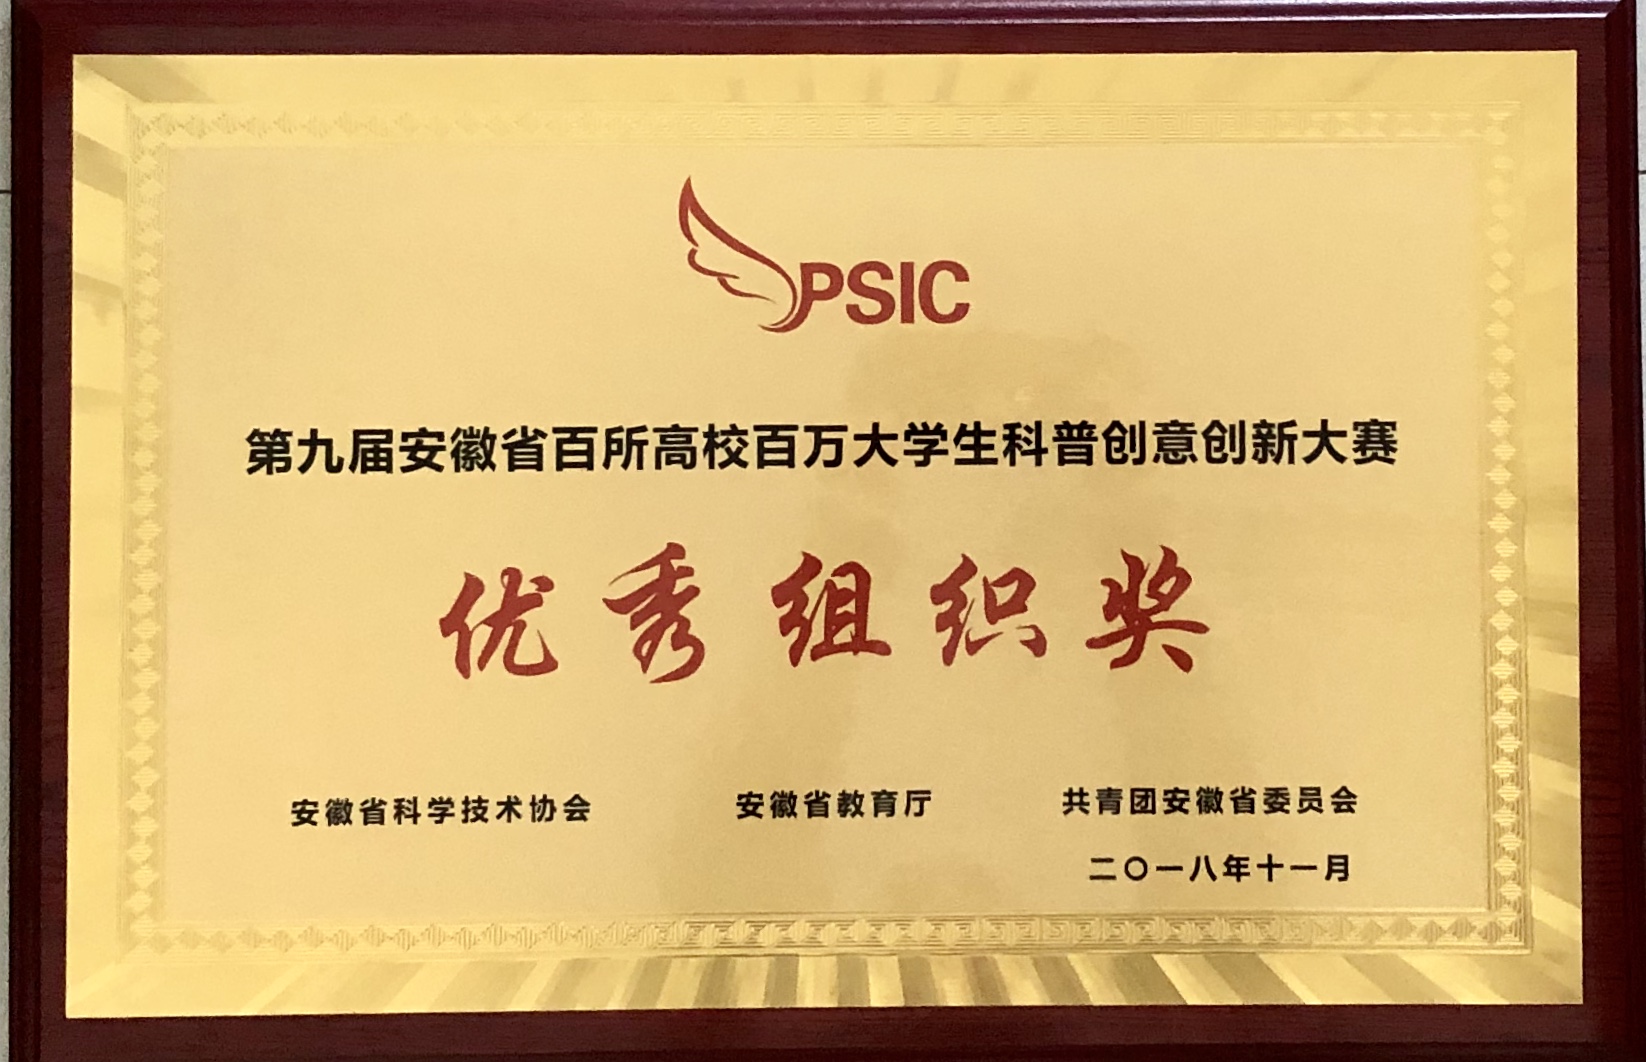 PSIC
第九届安徽省百所高校百万大学生科普创意创新大赛
优秀组织奖
安徽省科学技术协会 安徽省教育厅 共青团安徽省委员会
二〇一八年十一月